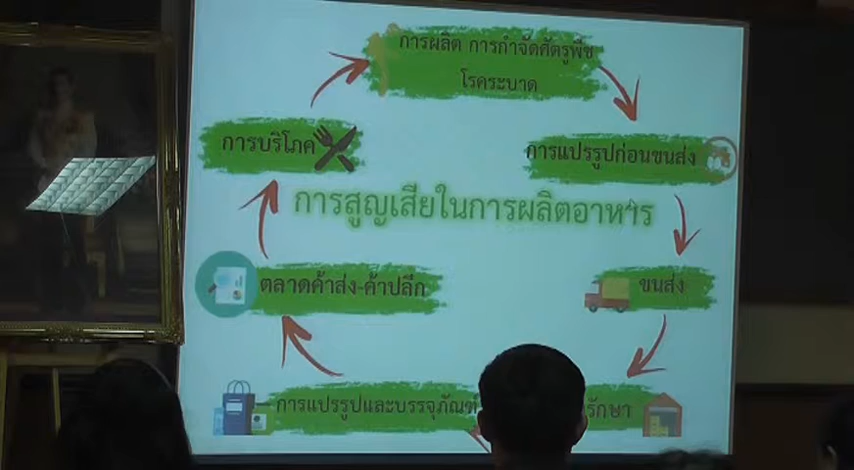 การผลิต การกำจัดศัตรูพืช
โรคระบาด
การบริโภค
การแปรรูปก่อนขนส่ง
การสูญเสียในการผลิตอาหาร
ตลาดค้าส่ง-ค้าปลีก
ขนส่ง
การแปรรูปและบรรจุภัณฑ์
รักษา